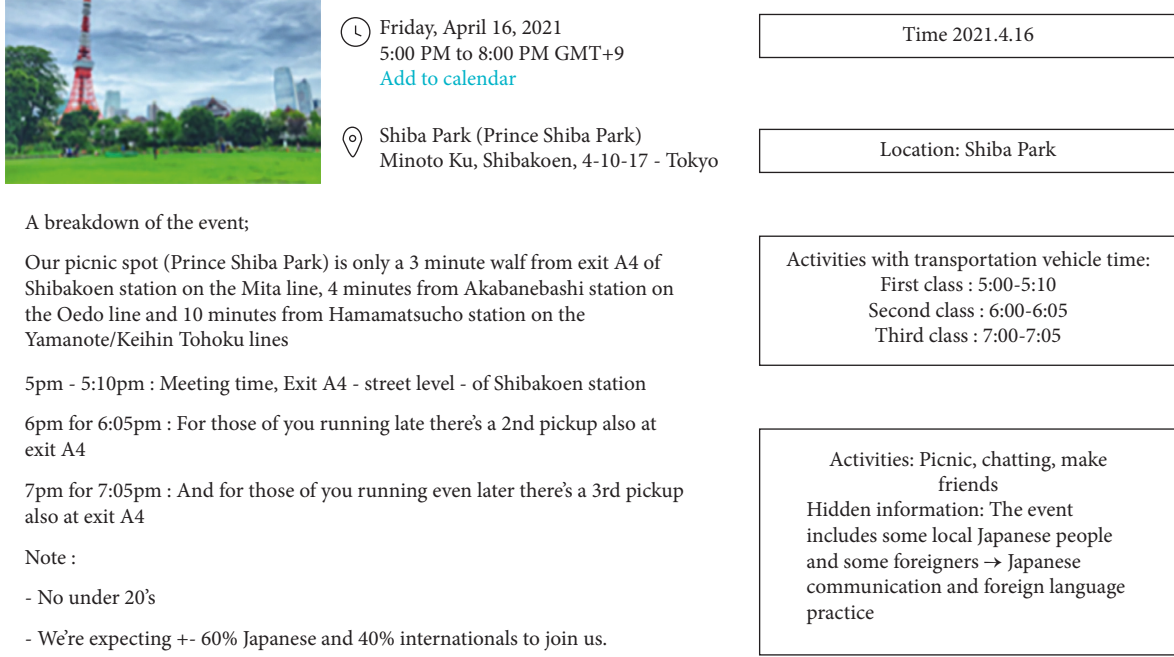 Friday, April 16, 2021
5:00 PM to 8:00 PM GMT+9
Add to calendar
Shiba Park (Prince Shiba Park)
Minoto Ku, Shibakoen, 4-10-17 - Tokyo
A breakdown of the event;
Our picnic spot (Prince Shiba Park) is only a 3 minute walf from exit A4 of
Shibakoen station on the Mita line, 4 minutes from Akabanebashi station on
the Oedo line and 10 minutes from Hamamatsucho station on the
Yamanote/Keihin Tohoku lines
5pm - 5:10pm : Meeting time, Exit A4 - street level - of Shibakoen station
6pm for 6:05pm : For those of you running late there's a 2nd pickup also at
exit A4
7pm for 7:05pm : And for those of you running even later there's a 3rd pickup
also at exit A4
Note :
- No under 20's
- We're expecting +- 60% Japanese and 40% internationals to join us.
Time 2021.4.16
Location: Shiba Park
Activities with transportation vehicle time:
First class : 5:00-5:10
Second class : 6:00-6:05
Third class : 7:00-7:05
Activities: Picnic, chatting, make
friends
Hidden information: The event
includes some local Japanese people
and some foreigners → Japanese
communication and foreign language
practice